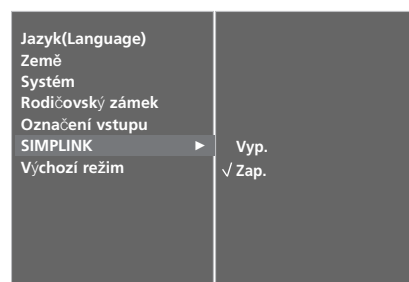 Jazyk(Language)
Země
Systém
Rodičovský zámek
Označení vstupu
SIMPLINK ►
Výchozí režim
Vyp.
√ Zap.